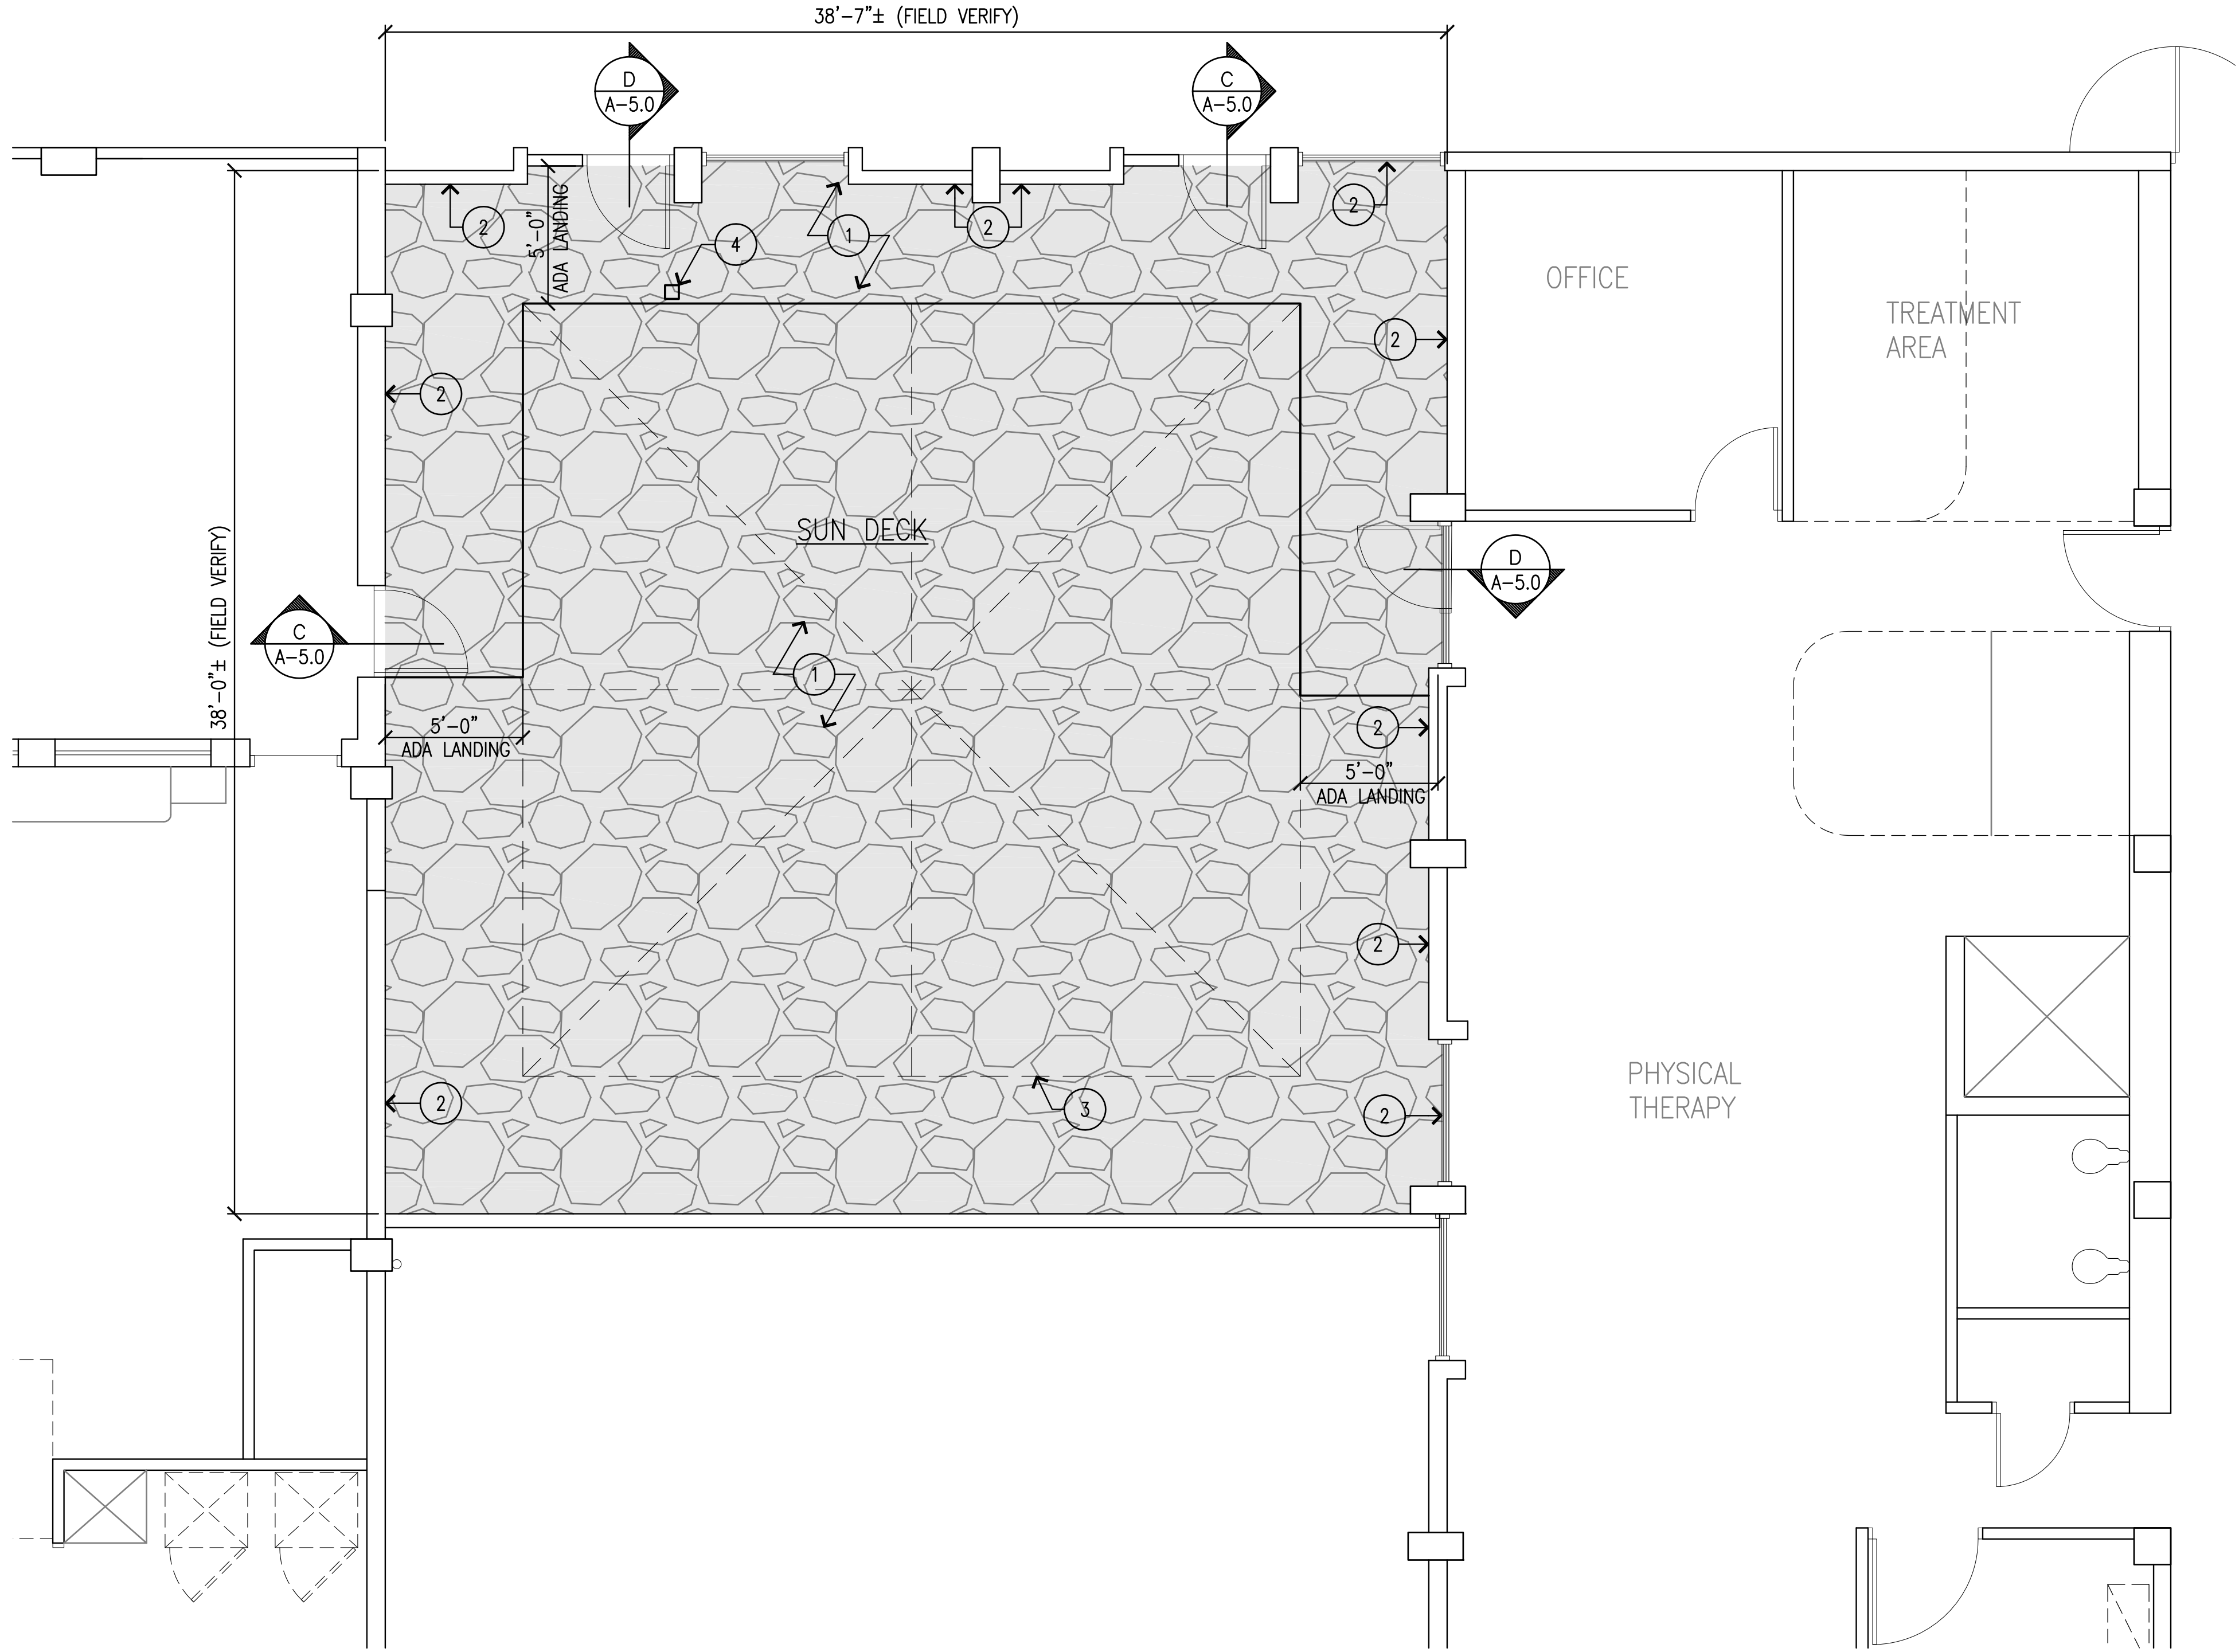 38'-7"± (FIELD VERIFY)
D
A-5.0
C
A-5.0
2
5'-0"
ADA LANDING
4
1
2
2
OFFICE
TREATMENT
AREA
2
2
SUN DECK
38'-0"± (FIELD VERIFY)
D
A-5.0
C
A-5.0
1
5'-0"
ADA LANDING
2
5'-0"
ADA LANDING
2
PHYSICAL
THERAPY
2
3
2